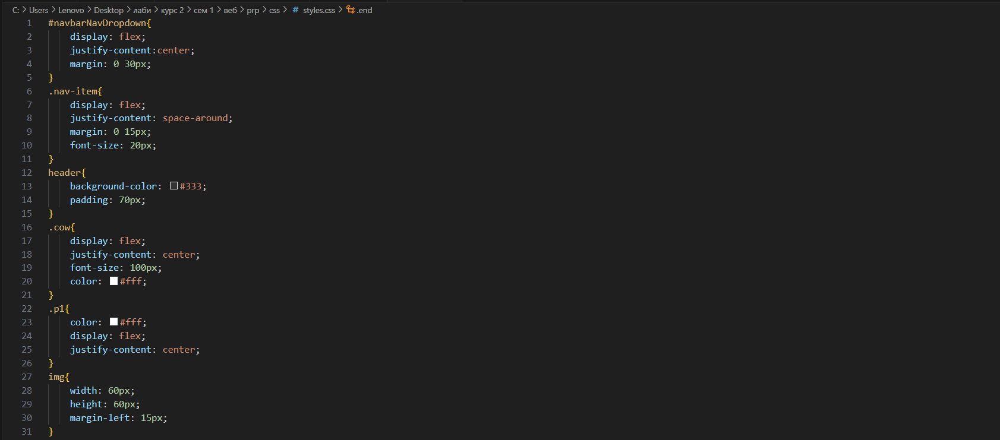 C: > Users > Lenovo > Desktop > лаби > курс 2 > сем 1 > веб > prp > css > # styles.css > .end
1 #navbarNavDropdown{
2 display: flex;
3 justify-content:center;
4 margin: 0 30px;
5 }
6 .nav-item{
7 display: flex;
8 justify-content: space-around;
9 margin: 0 15px;
10 font-size: 20px;
11 }
12 header{
13 background-color: #333;
14 padding: 70px;
15 }
16 .cow{
17 display: flex;
18 justify-content: center;
19 font-size: 100px;
20 color: #fff;
21 }
22 .p1{
23 color: #fff;
24 display: flex;
25 justify-content: center;
26 }
27 img{
28 width: 60px;
29 height: 60px;
30 margin-left: 15px;
31 }